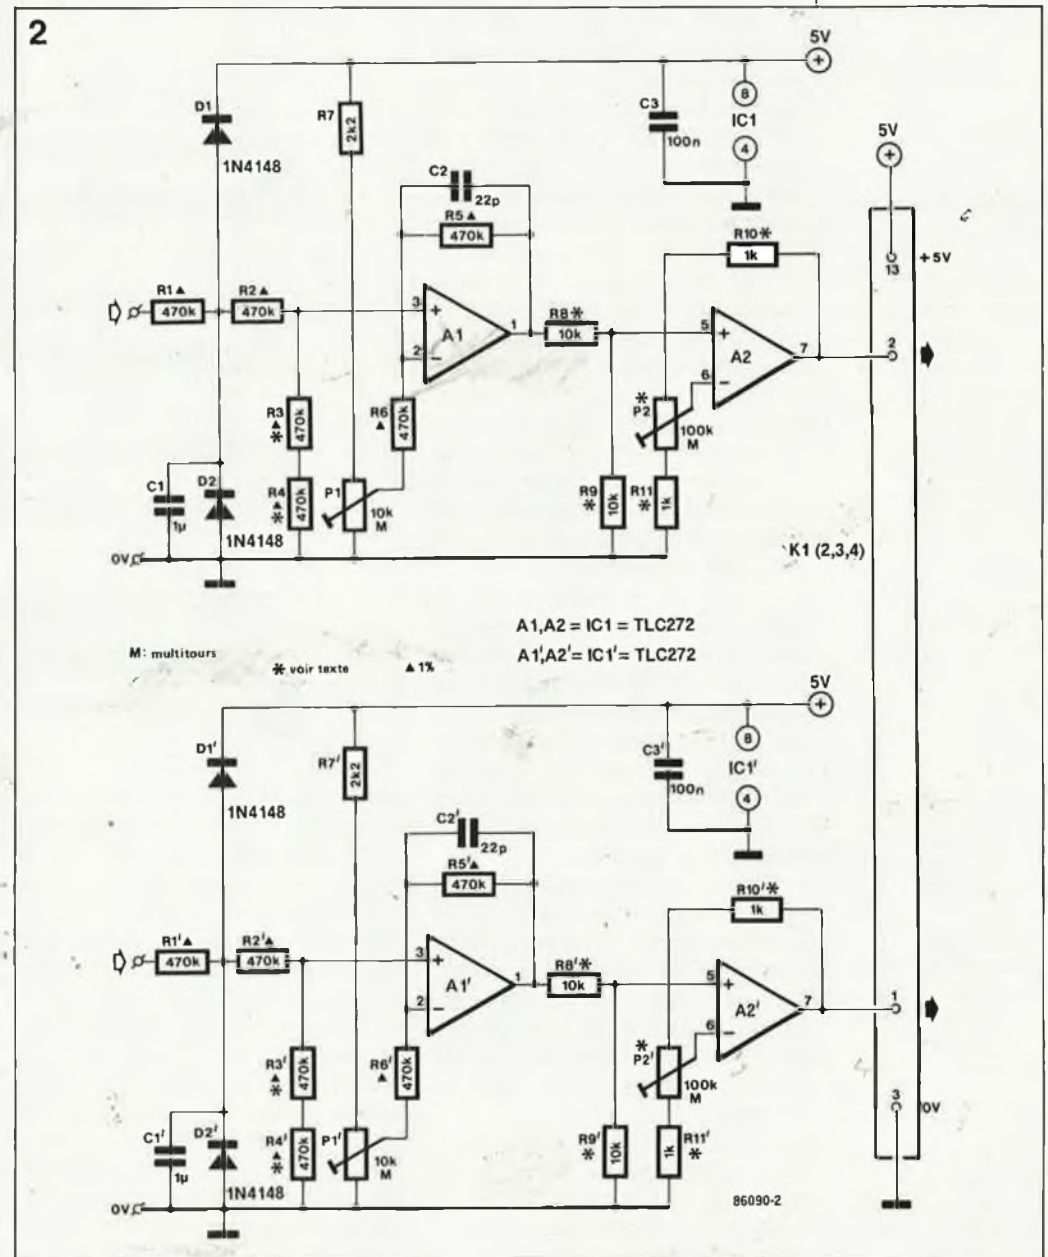 2
5V
D1
R7
2k2
C3
100n
8
IC1
4
5V
1N4148
C2
22p
R5▲
470k
R10*
1k
+5V
13
R1▲
470k
R2▲
470k
3
+
A1
1
2
−
R8*
10k
5
+
A2
7
6
−
2
R3
▲
*
470k
R6
▲
470k
*
P2
100k
M
C1
1µ
D2
1N4148
R4
▲
*
470k
P1
10k
M
R9
*
10k
R11
*
1k
0V
K1 (2,3,4)
A1,A2 = IC1 = TLC272
A1',A2' = IC1' = TLC272
M: multitours
* voir texte
▲ 1%
5V
D1'
R7'
2k2
C3'
100n
8
IC1'
4
1N4148
C2'
22p
R5'▲
470k
R10'*
1k
R1'▲
470k
R2'▲
470k
3
+
A1'
1
2
−
R8'*
10k
5
+
A2'
7
6
−
1
R3'
▲
*
470k
R6'
▲
470k
*
P2'
100k
M
3
0V
C1'
1µ
D2'
1N4148
R4'
▲
*
470k
P1'
10k
M
R9'
*
10k
R11'
*
1k
0V
86090-2